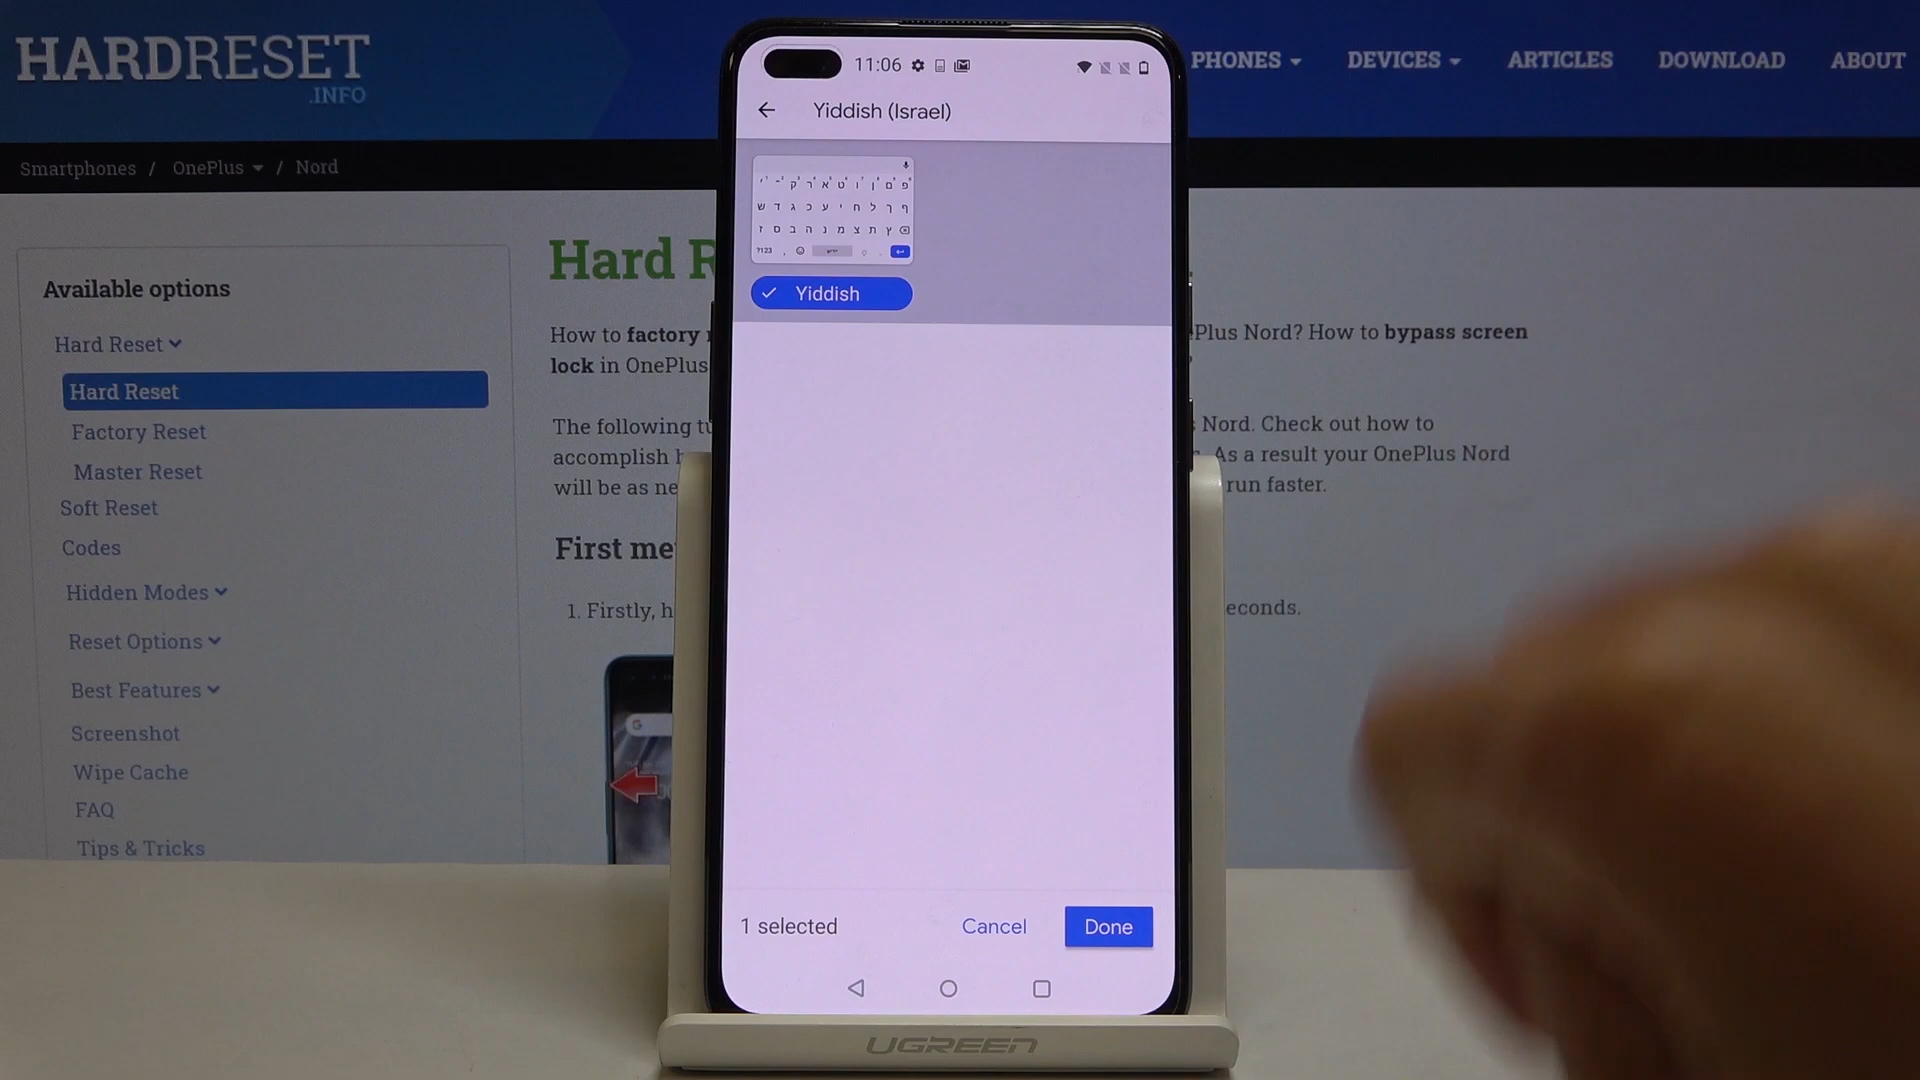 HARDRESET
.INFO
PHONES
DEVICES
ARTICLES
DOWNLOAD
ABOUT
Smartphones / OnePlus / Nord
Available options
Hard Reset
Hard Reset
Factory Reset
Master Reset
Soft Reset
Codes
Hidden Modes
Reset Options
Best Features
Screenshot
Wipe Cache
FAQ
Tips & Tricks
Hard R
How to factory
Plus Nord? How to bypass screen
lock in OnePlus
The following tu
Nord. Check out how to
accomplish
As a result your OnePlus Nord
will be as ne
run faster.
First me
1. Firstly, h
econds.
11:06
Yiddish (Israel)
ק ר א ט ו ן ם פ
ש ד ג כ ע י ח ל ך ף
ז ס ב ה נ מ צ ת ץ
?123
Yiddish
1 selected
Cancel
Done
UGREEN